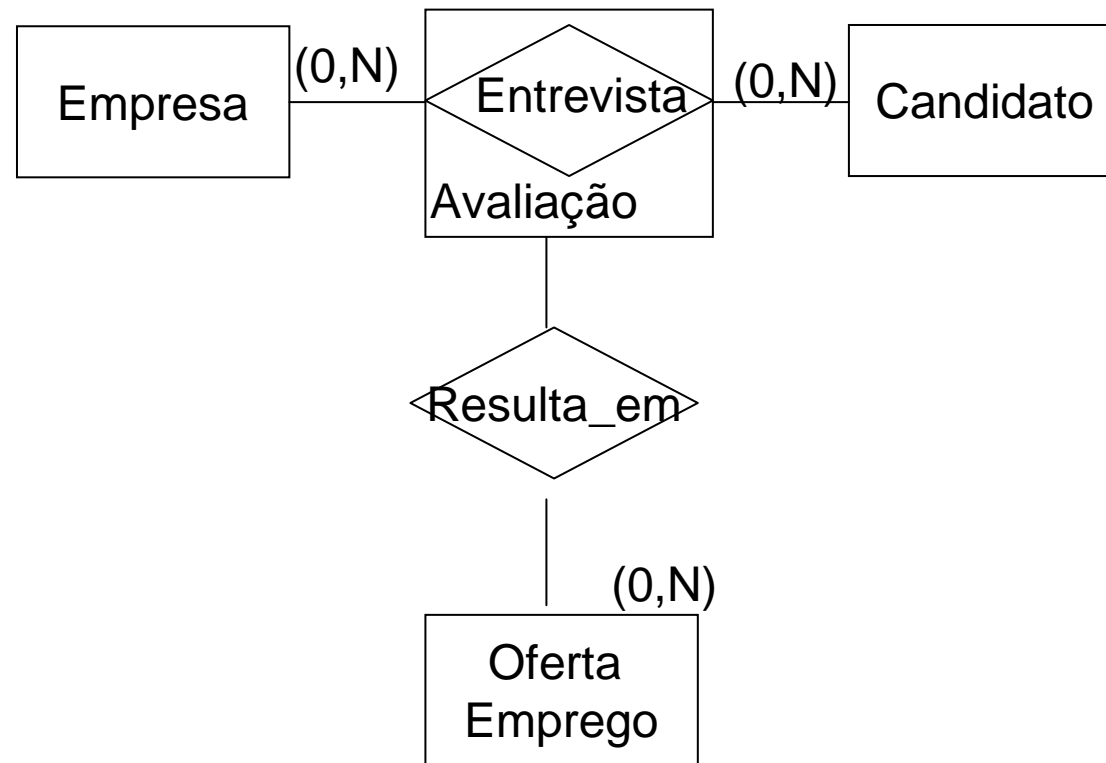 Empresa
(0,N)
Entrevista
(0,N)
Candidato
Avaliação
Resulta_em
(0,N)
Oferta
Emprego